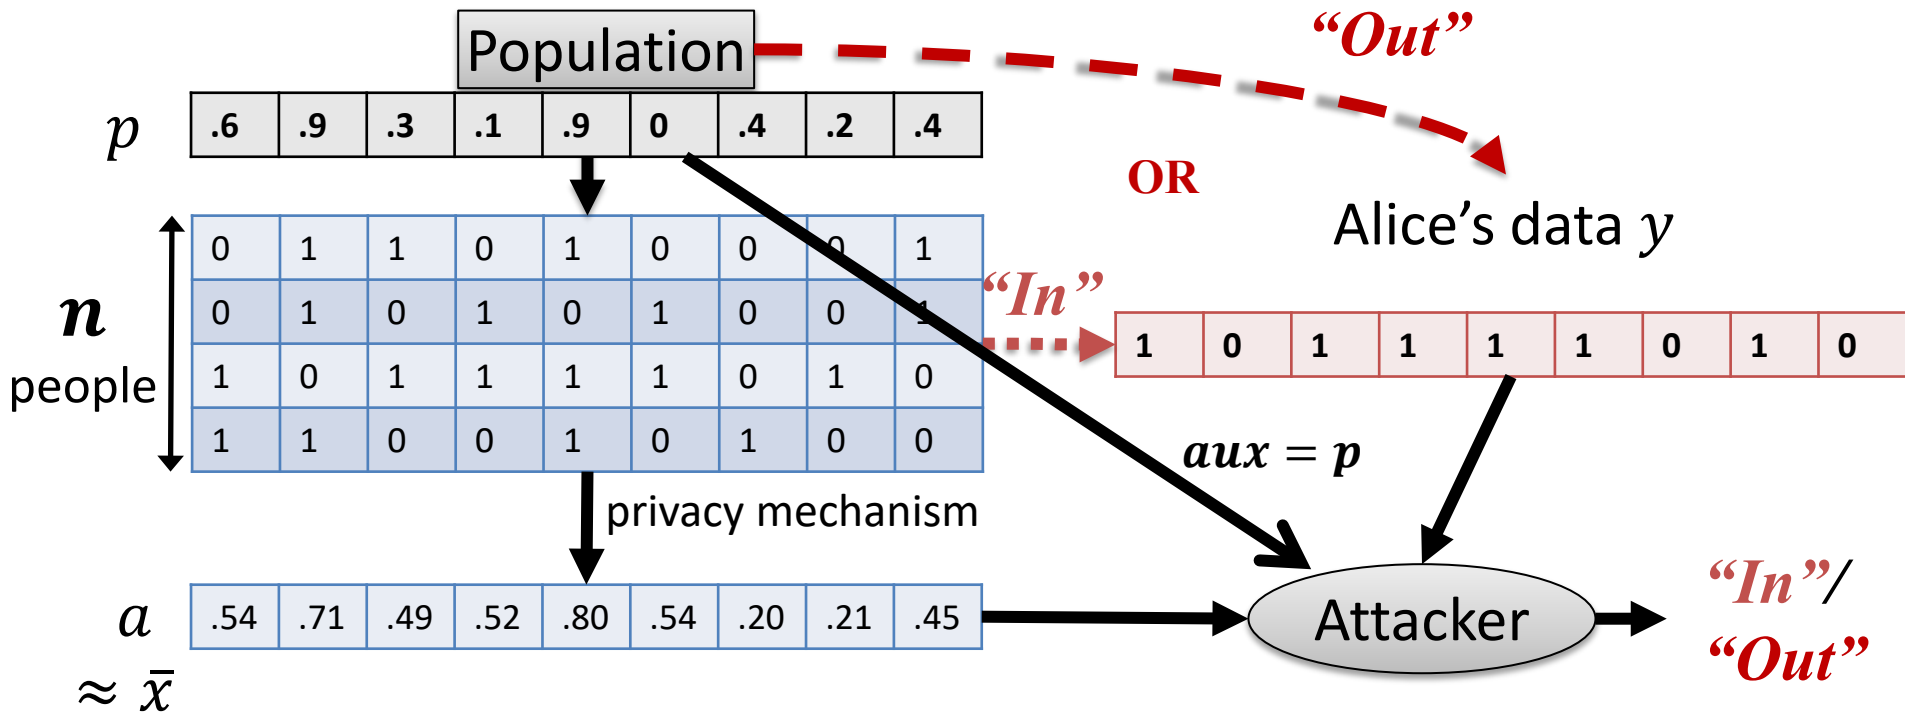 Population
“Out”
p .6 .9 .3 .1 .9 0 .4 .2 .4
OR
Alice’s data y
0 1 1 0 1 0 0 0 1
“In”
n
people
0 1 0 1 0 1 0 0 1
1 0 1 1 1 1 0 1 0
1 0 1 1 1 1 0 1 0
1 1 0 0 1 0 1 0 0
aux = p
privacy mechanism
a .54 .71 .49 .52 .80 .54 .20 .21 .45
≈ x̄
Attacker
“In”/
“Out”